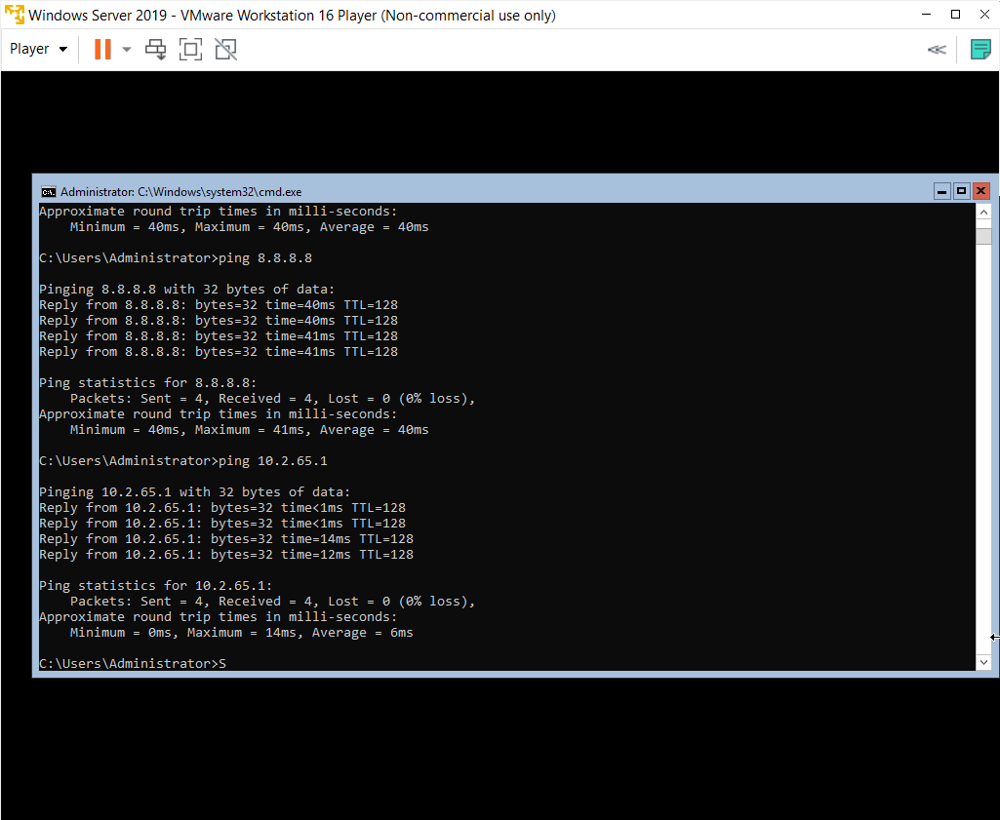 Windows Server 2019 - VMware Workstation 16 Player (Non-commercial use only)
Player
Administrator: C:\Windows\system32\cmd.exe
Approximate round trip times in milli-seconds:
    Minimum = 40ms, Maximum = 40ms, Average = 40ms
C:\Users\Administrator>ping 8.8.8.8
Pinging 8.8.8.8 with 32 bytes of data:
Reply from 8.8.8.8: bytes=32 time=40ms TTL=128
Reply from 8.8.8.8: bytes=32 time=40ms TTL=128
Reply from 8.8.8.8: bytes=32 time=41ms TTL=128
Reply from 8.8.8.8: bytes=32 time=41ms TTL=128
Ping statistics for 8.8.8.8:
    Packets: Sent = 4, Received = 4, Lost = 0 (0% loss),
Approximate round trip times in milli-seconds:
    Minimum = 40ms, Maximum = 41ms, Average = 40ms
C:\Users\Administrator>ping 10.2.65.1
Pinging 10.2.65.1 with 32 bytes of data:
Reply from 10.2.65.1: bytes=32 time<1ms TTL=128
Reply from 10.2.65.1: bytes=32 time<1ms TTL=128
Reply from 10.2.65.1: bytes=32 time=14ms TTL=128
Reply from 10.2.65.1: bytes=32 time=12ms TTL=128
Ping statistics for 10.2.65.1:
    Packets: Sent = 4, Received = 4, Lost = 0 (0% loss),
Approximate round trip times in milli-seconds:
    Minimum = 0ms, Maximum = 14ms, Average = 6ms
C:\Users\Administrator>S